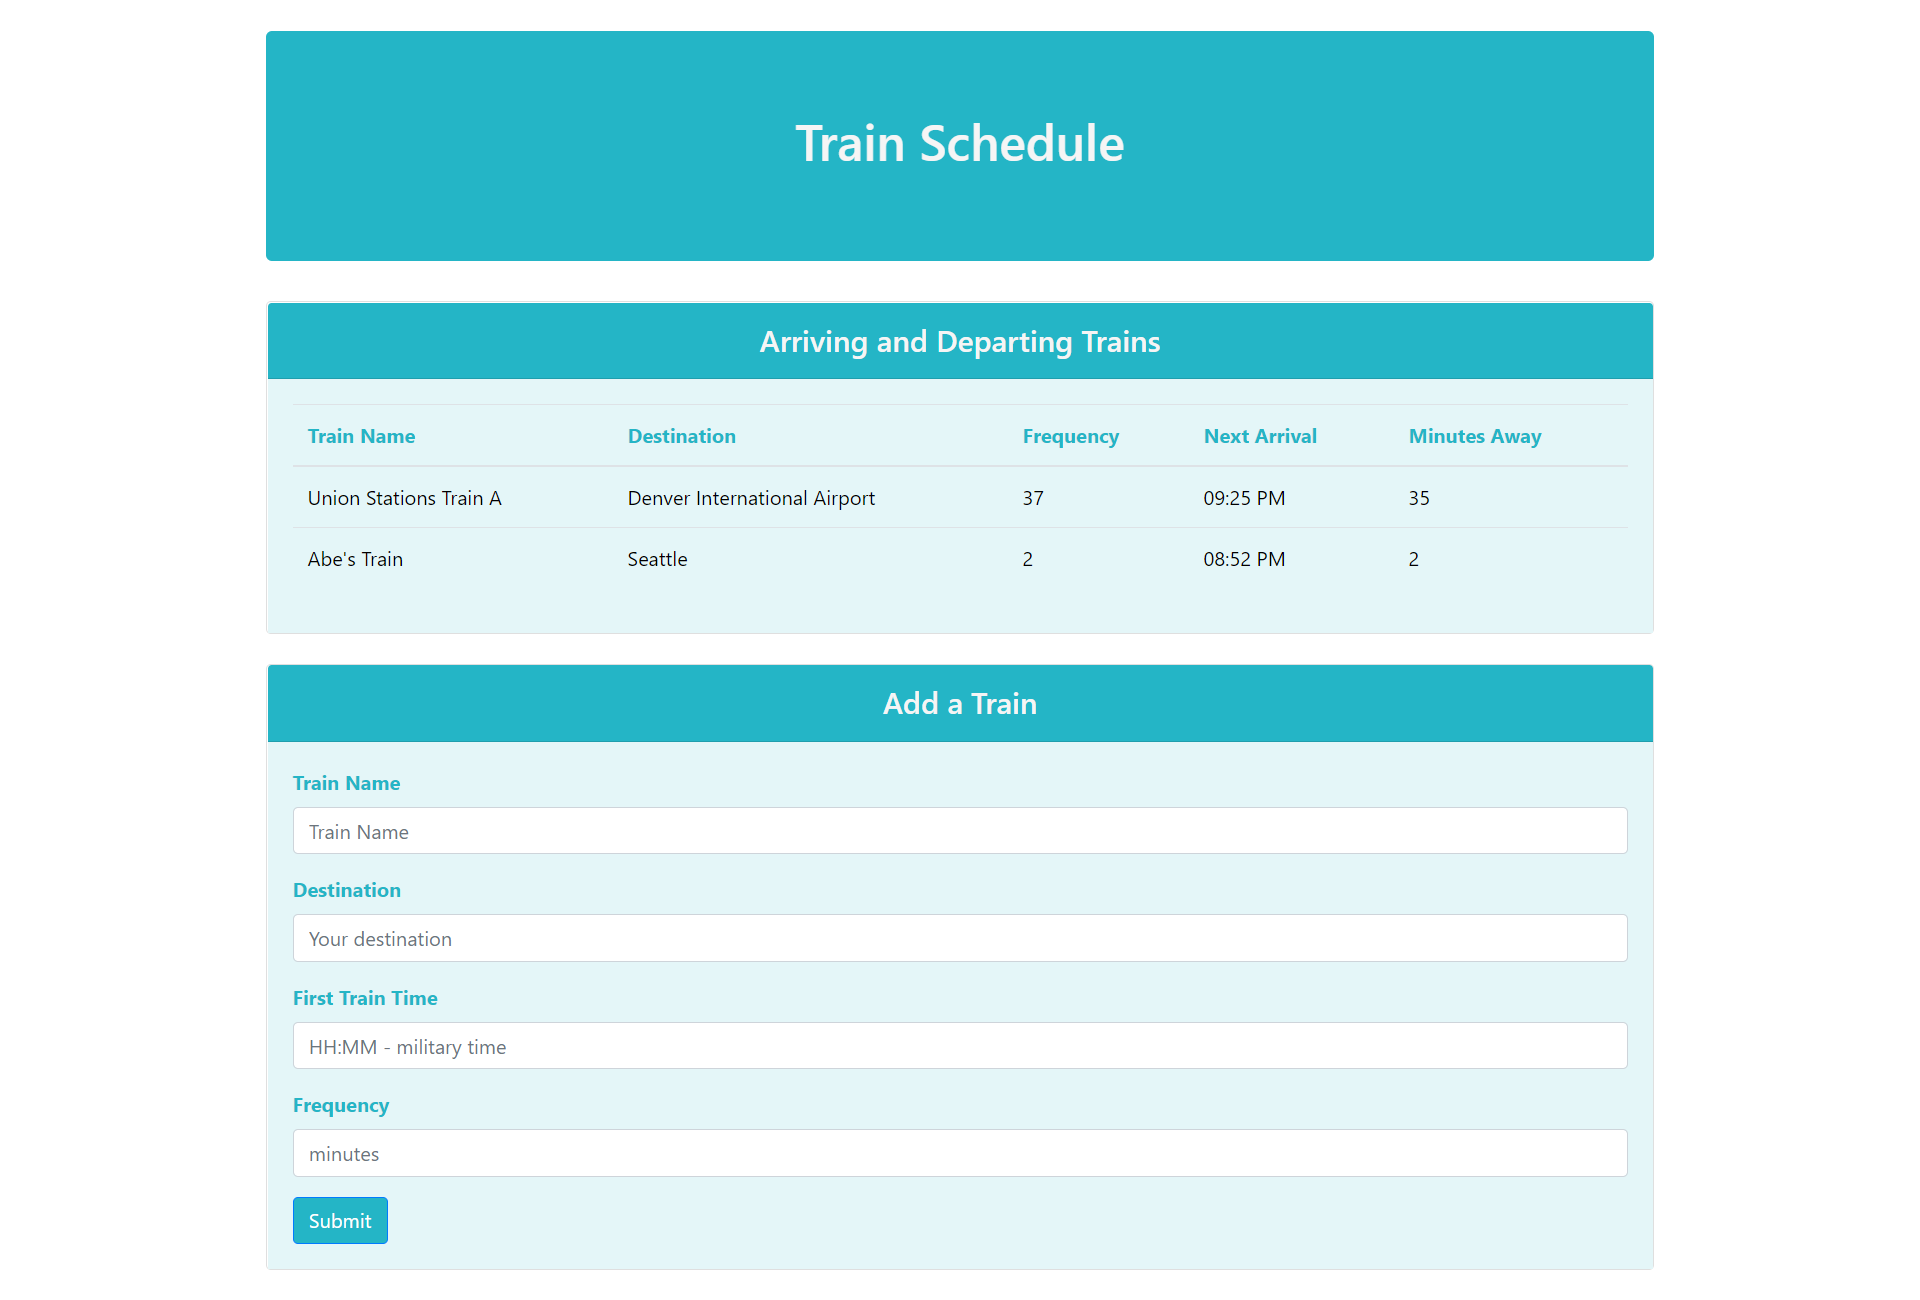 Train Schedule
Arriving and Departing Trains
Train Name Destination Frequency Next Arrival Minutes Away
Union Stations Train A Denver International Airport 37 09:25 PM 35
Abe's Train Seattle 2 08:52 PM 2
Add a Train
Train Name
Train Name
Destination
Your destination
First Train Time
HH:MM - military time
Frequency
minutes
Submit